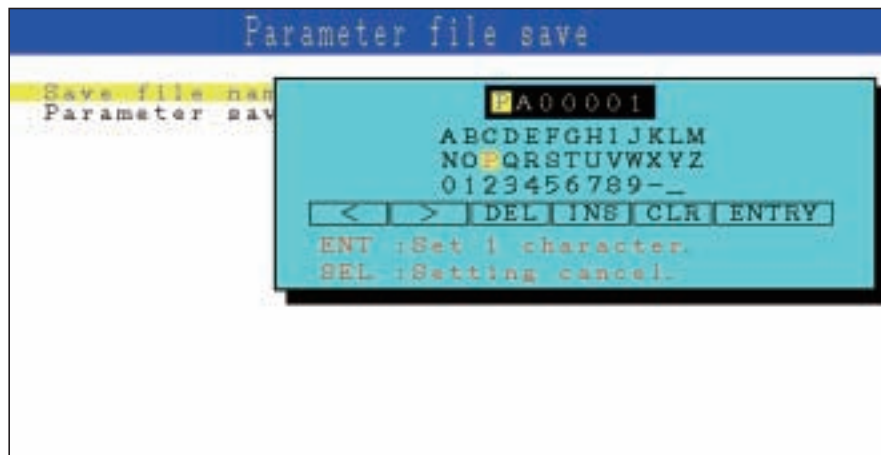 Parameter file save
Save file nam
Parameter sav
PA00001
ABCDEFGHIJKLM
NOPQRSTUVWXYZ
0123456789-_
< > DEL INS CLR ENTRY
ENT :Set 1 character.
SEL :Setting cancel.